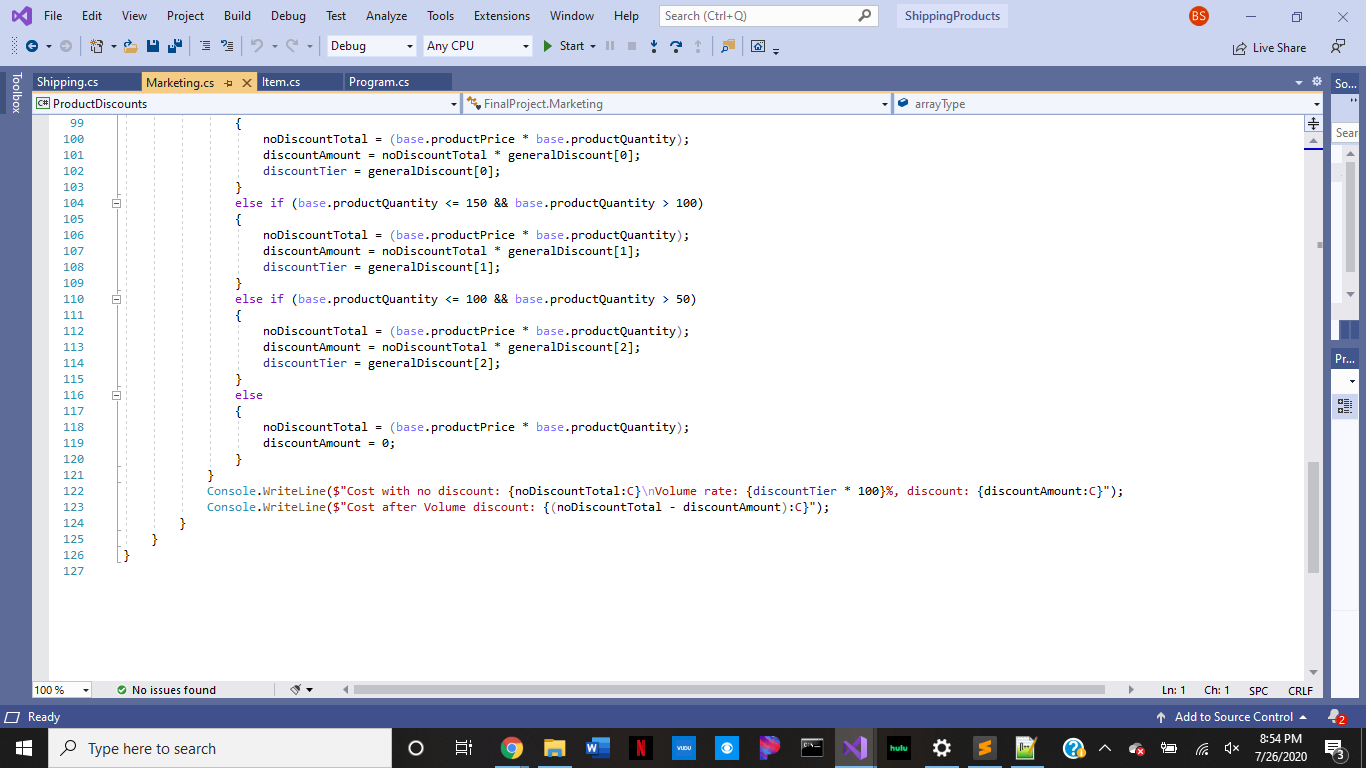 File Edit View Project Build Debug Test Analyze Tools Extensions Window Help Search (Ctrl+Q) ShippingProducts BS
Debug Any CPU Start Live Share
Toolbox
Shipping.cs Marketing.cs Item.cs Program.cs So...
C# ProductDiscounts FinalProject.Marketing arrayType
99 {
100 noDiscountTotal = (base.productPrice * base.productQuantity);
101 discountAmount = noDiscountTotal * generalDiscount[0];
102 discountTier = generalDiscount[0];
103 }
104 else if (base.productQuantity <= 150 && base.productQuantity > 100)
105 {
106 noDiscountTotal = (base.productPrice * base.productQuantity);
107 discountAmount = noDiscountTotal * generalDiscount[1];
108 discountTier = generalDiscount[1];
109 }
110 else if (base.productQuantity <= 100 && base.productQuantity > 50)
111 {
112 noDiscountTotal = (base.productPrice * base.productQuantity);
113 discountAmount = noDiscountTotal * generalDiscount[2];
114 discountTier = generalDiscount[2];
115 }
116 else
117 {
118 noDiscountTotal = (base.productPrice * base.productQuantity);
119 discountAmount = 0;
120 }
121 }
122 Console.WriteLine($"Cost with no discount: {noDiscountTotal:C}\nVolume rate: {discountTier * 100}%, discount: {discountAmount:C}");
123 Console.WriteLine($"Cost after Volume discount: {(noDiscountTotal - discountAmount):C}");
124 }
125 }
126 }
127
Sear
Pr...
100 % No issues found Ln: 1 Ch: 1 SPC CRLF
Ready Add to Source Control 2
Type here to search W N VUDU hulu 8:54 PM
7/26/2020 3